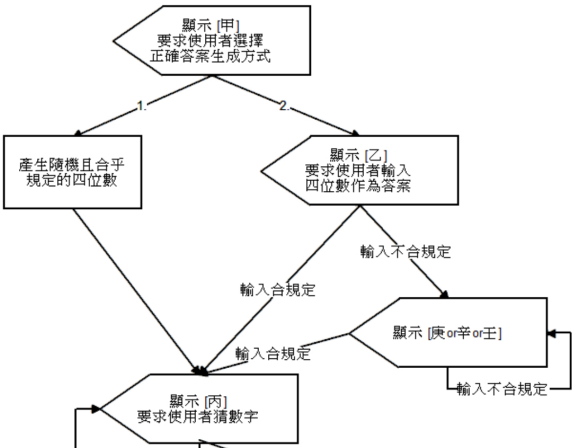 顯示 [甲]
要求使用者選擇
正確答案生成方式
1.
2.
產生隨機且合乎
規定的四位數
顯示 [乙]
要求使用者輸入
四位數作為答案
輸入不合規定
輸入合規定
顯示 [庚or辛or壬]
輸入合規定
輸入不合規定
顯示 [丙]
要求使用者猜數字